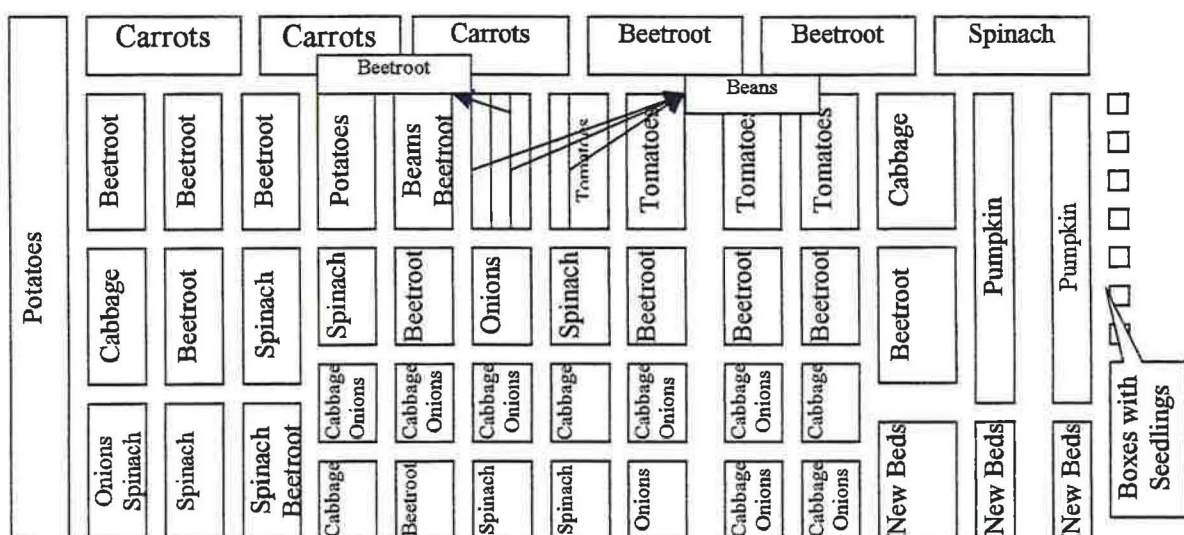 Carrots
Carrots
Carrots
Beetroot
Beetroot
Spinach
Beetroot
Beans
Potatoes
Beetroot
Beetroot
Beetroot
Potatoes
Beams
Beetroot
Tomatoes
Tomatoes
Tomatoes
Tomatoes
Cabbage
Pumpkin
Pumpkin
Cabbage
Beetroot
Spinach
Spinach
Beetroot
Onions
Spinach
Beetroot
Beetroot
Beetroot
Beetroot
Cabbage
Onions
Cabbage
Onions
Cabbage
Onions
Cabbage
Cabbage
Onions
Cabbage
Onions
Cabbage
Onions
Spinach
Spinach
Spinach
Beetroot
Cabbage
Beetroot
Spinach
Spinach
Onions
Cabbage
Onions
Cabbage
Onions
New Beds
New Beds
New Beds
Boxes with
Seedlings